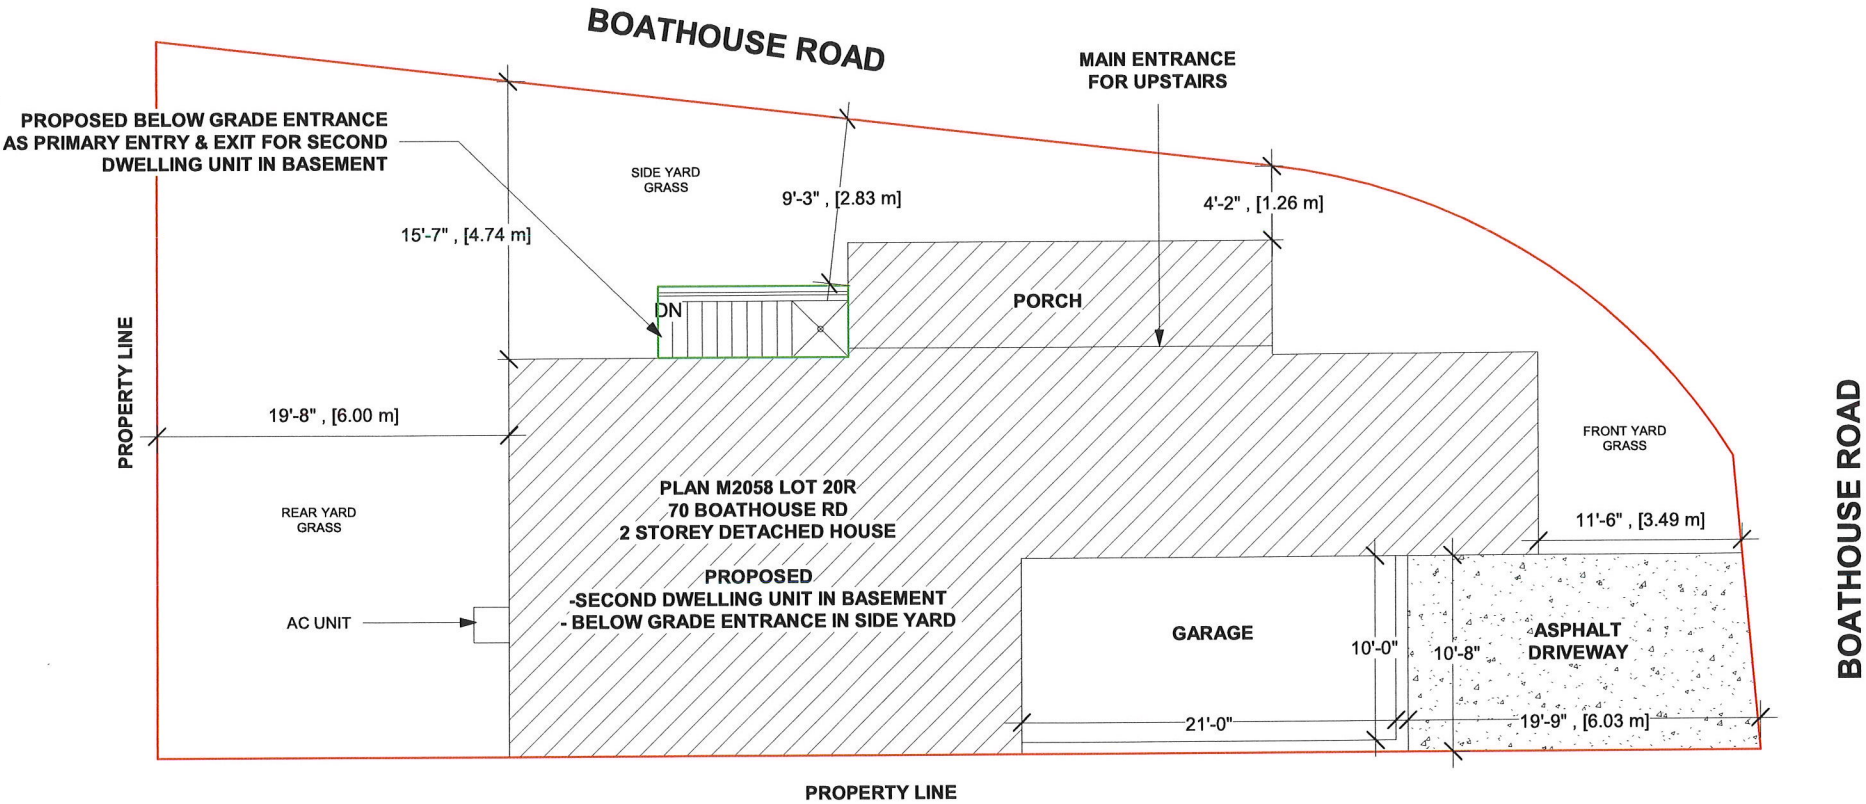 BOATHOUSE ROAD
MAIN ENTRANCE
FOR UPSTAIRS
PROPOSED BELOW GRADE ENTRANCE
AS PRIMARY ENTRY & EXIT FOR SECOND
DWELLING UNIT IN BASEMENT
SIDE YARD
GRASS
9'-3" , [2.83 m]
4'-2" , [1.26 m]
15'-7" , [4.74 m]
DN
PORCH
PROPERTY LINE
19'-8" , [6.00 m]
FRONT YARD
GRASS
BOATHOUSE ROAD
REAR YARD
GRASS
PLAN M2058 LOT 20R
70 BOATHOUSE RD
2 STOREY DETACHED HOUSE
11'-6" , [3.49 m]
PROPOSED
-SECOND DWELLING UNIT IN BASEMENT
- BELOW GRADE ENTRANCE IN SIDE YARD
AC UNIT
GARAGE
10'-0"
10'-8"
ASPHALT
DRIVEWAY
21'-0"
19'-9" , [6.03 m]
PROPERTY LINE